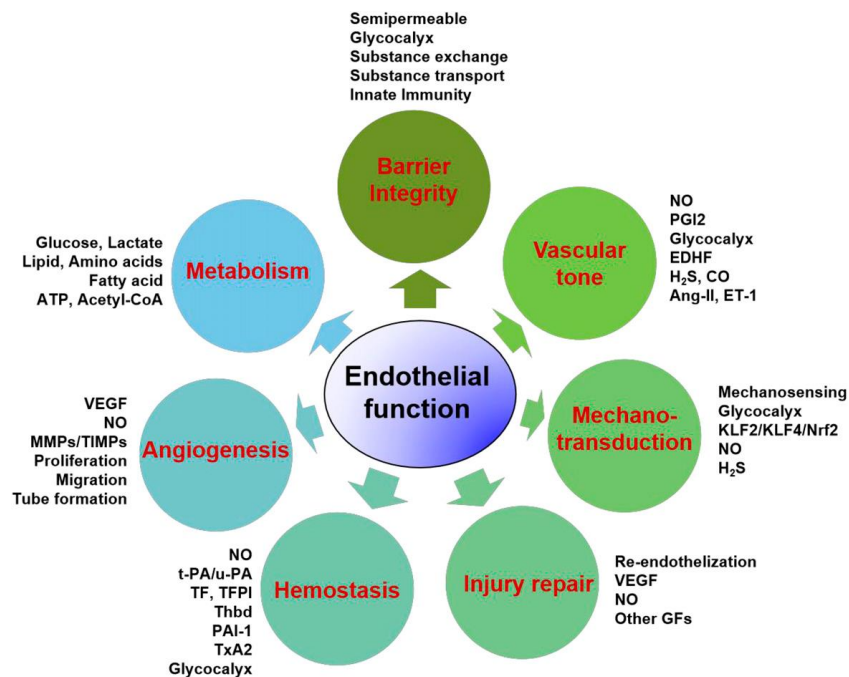 Semipermeable
Glycocalyx
Substance exchange
Substance transport
Innate Immunity
Barrier
Integrity
NO
PGI2
Glycocalyx
EDHF
H₂S, CO
Ang-II, ET-1
Vascular
tone
Glucose, Lactate
Lipid, Amino acids
Fatty acid
ATP, Acetyl-CoA
Metabolism
Endothelial
function
Mechano-
transduction
Mechanosensing
Glycocalyx
KLF2/KLF4/Nrf2
NO
H₂S
VEGF
NO
MMPs/TIMPs
Proliferation
Migration
Tube formation
Angiogenesis
NO
t-PA/u-PA
TF, TFPI
Thbd
PAI-1
TxA2
Glycocalyx
Hemostasis
Injury repair
Re-endothelization
VEGF
NO
Other GFs